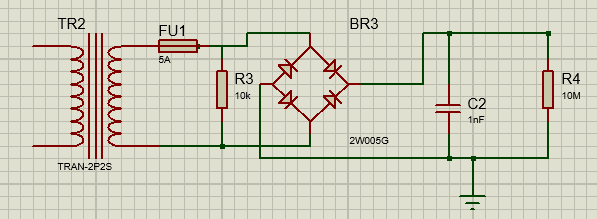 TR2
FU1
BR3
5A
R3
10k
R4
10M
C2
1nF
2W005G
TRAN-2P2S